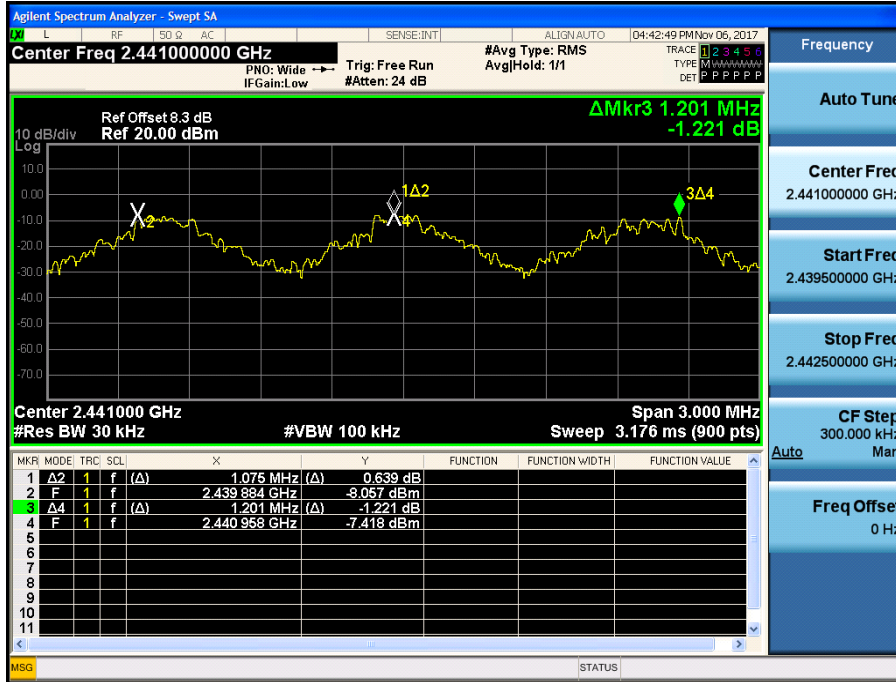 Agilent Spectrum Analyzer - Swept SA
LXI L RF 50 Ω AC SENSE:INT ALIGN AUTO 04:42:49 PM Nov 06, 2017
Center Freq 2.441000000 GHz
PNO: Wide
IFGain:Low
Trig: Free Run
#Atten: 24 dB
#Avg Type: RMS
Avg|Hold: 1/1
TRACE 1 2 3 4 5 6
TYPE M W W W W W
DET P P P P P P
ΔMkr3 1.201 MHz
-1.221 dB
Ref Offset 8.3 dB
10 dB/div Ref 20.00 dBm
Log
10.0
0.00
-10.0
-20.0
-30.0
-40.0
-50.0
-60.0
-70.0
2
1Δ2
4
3Δ4
Center 2.441000 GHz Span 3.000 MHz
#Res BW 30 kHz #VBW 100 kHz Sweep 3.176 ms (900 pts)
MKR MODE TRC SCL X Y FUNCTION FUNCTION WIDTH FUNCTION VALUE
1 Δ2 1 f (Δ) 1.075 MHz (Δ) 0.639 dB
2 F 1 f 2.439 884 GHz -8.057 dBm
3 Δ4 1 f (Δ) 1.201 MHz (Δ) -1.221 dB
4 F 1 f 2.440 958 GHz -7.418 dBm
5
6
7
8
9
10
11
MSG STATUS
Frequency
Auto Tune
Center Freq
2.441000000 GHz
Start Freq
2.439500000 GHz
Stop Freq
2.442500000 GHz
CF Step
300.000 kHz
Auto Man
Freq Offset
0 Hz